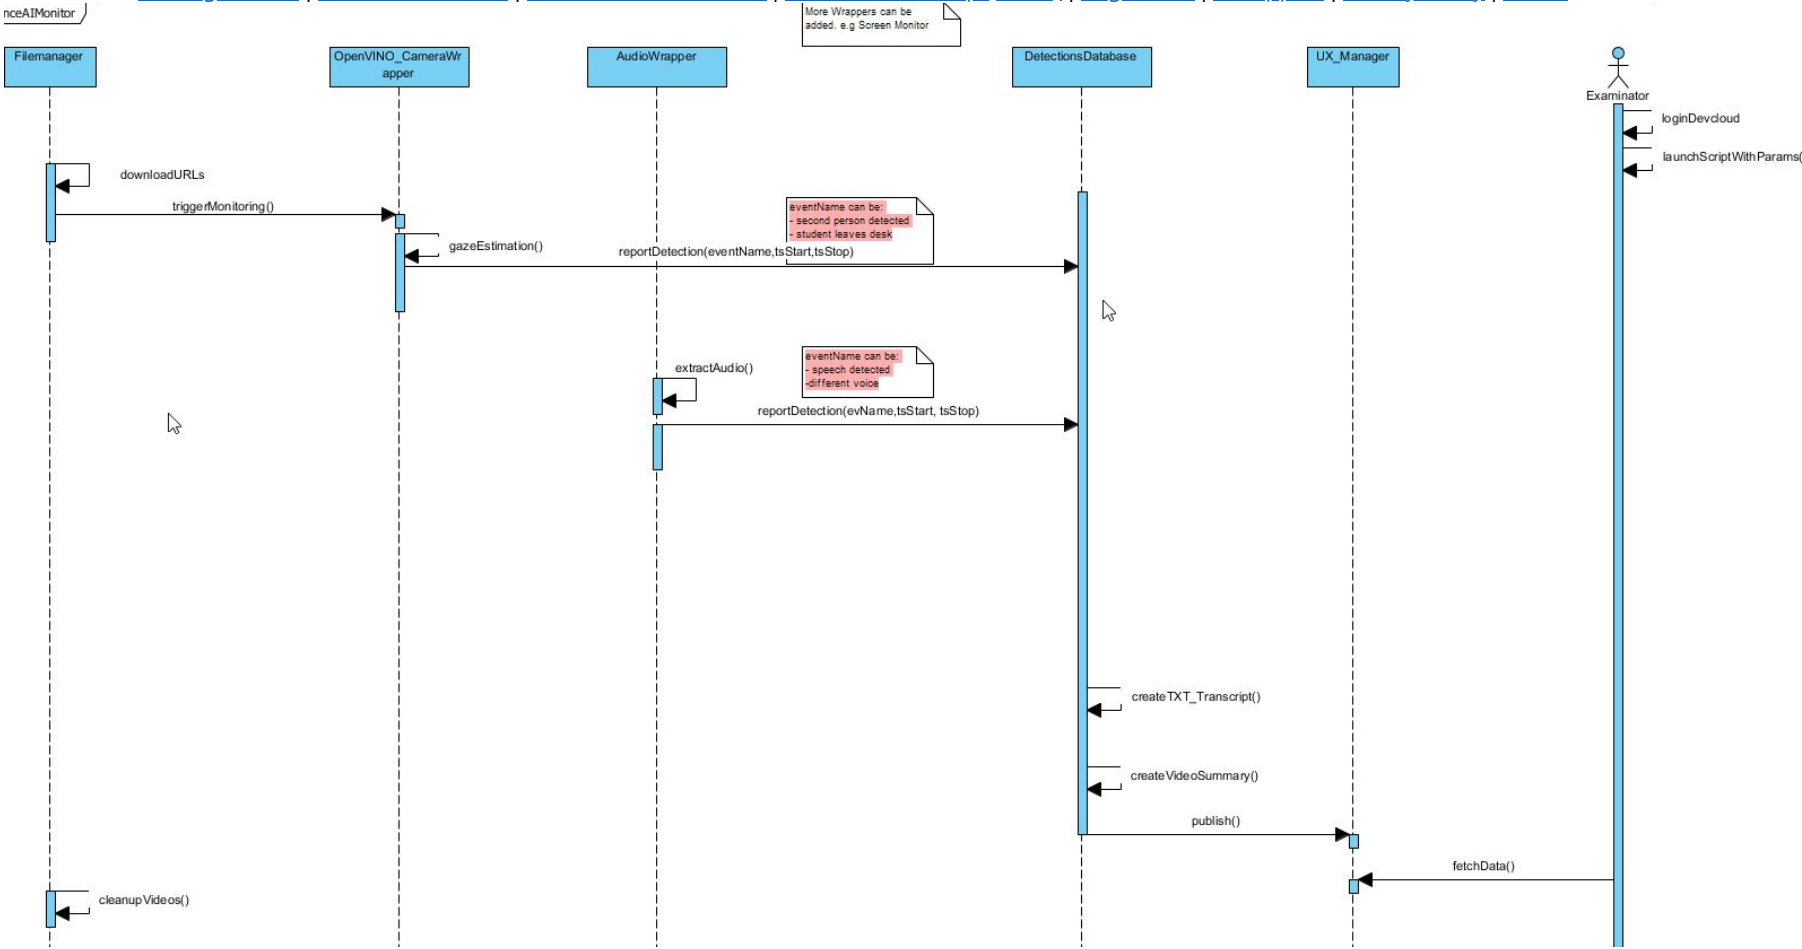 nceAIMonitor
More Wrappers can be
added. e.g Screen Monitor
Filemanager
OpenVINO_CameraWr
apper
AudioWrapper
DetectionsDatabase
UX_Manager
Examinator
loginDevcloud
launchScriptWithParams(
downloadURLs
triggerMonitoring()
eventName can be:
- second person detected
- student leaves desk
gazeEstimation()
reportDetection(eventName,tsStart,tsStop)
eventName can be:
- speech detected
-different voice
extractAudio()
reportDetection(evName,tsStart, tsStop)
createTXT_Transcript()
createVideoSummary()
publish()
fetchData()
cleanupVideos()